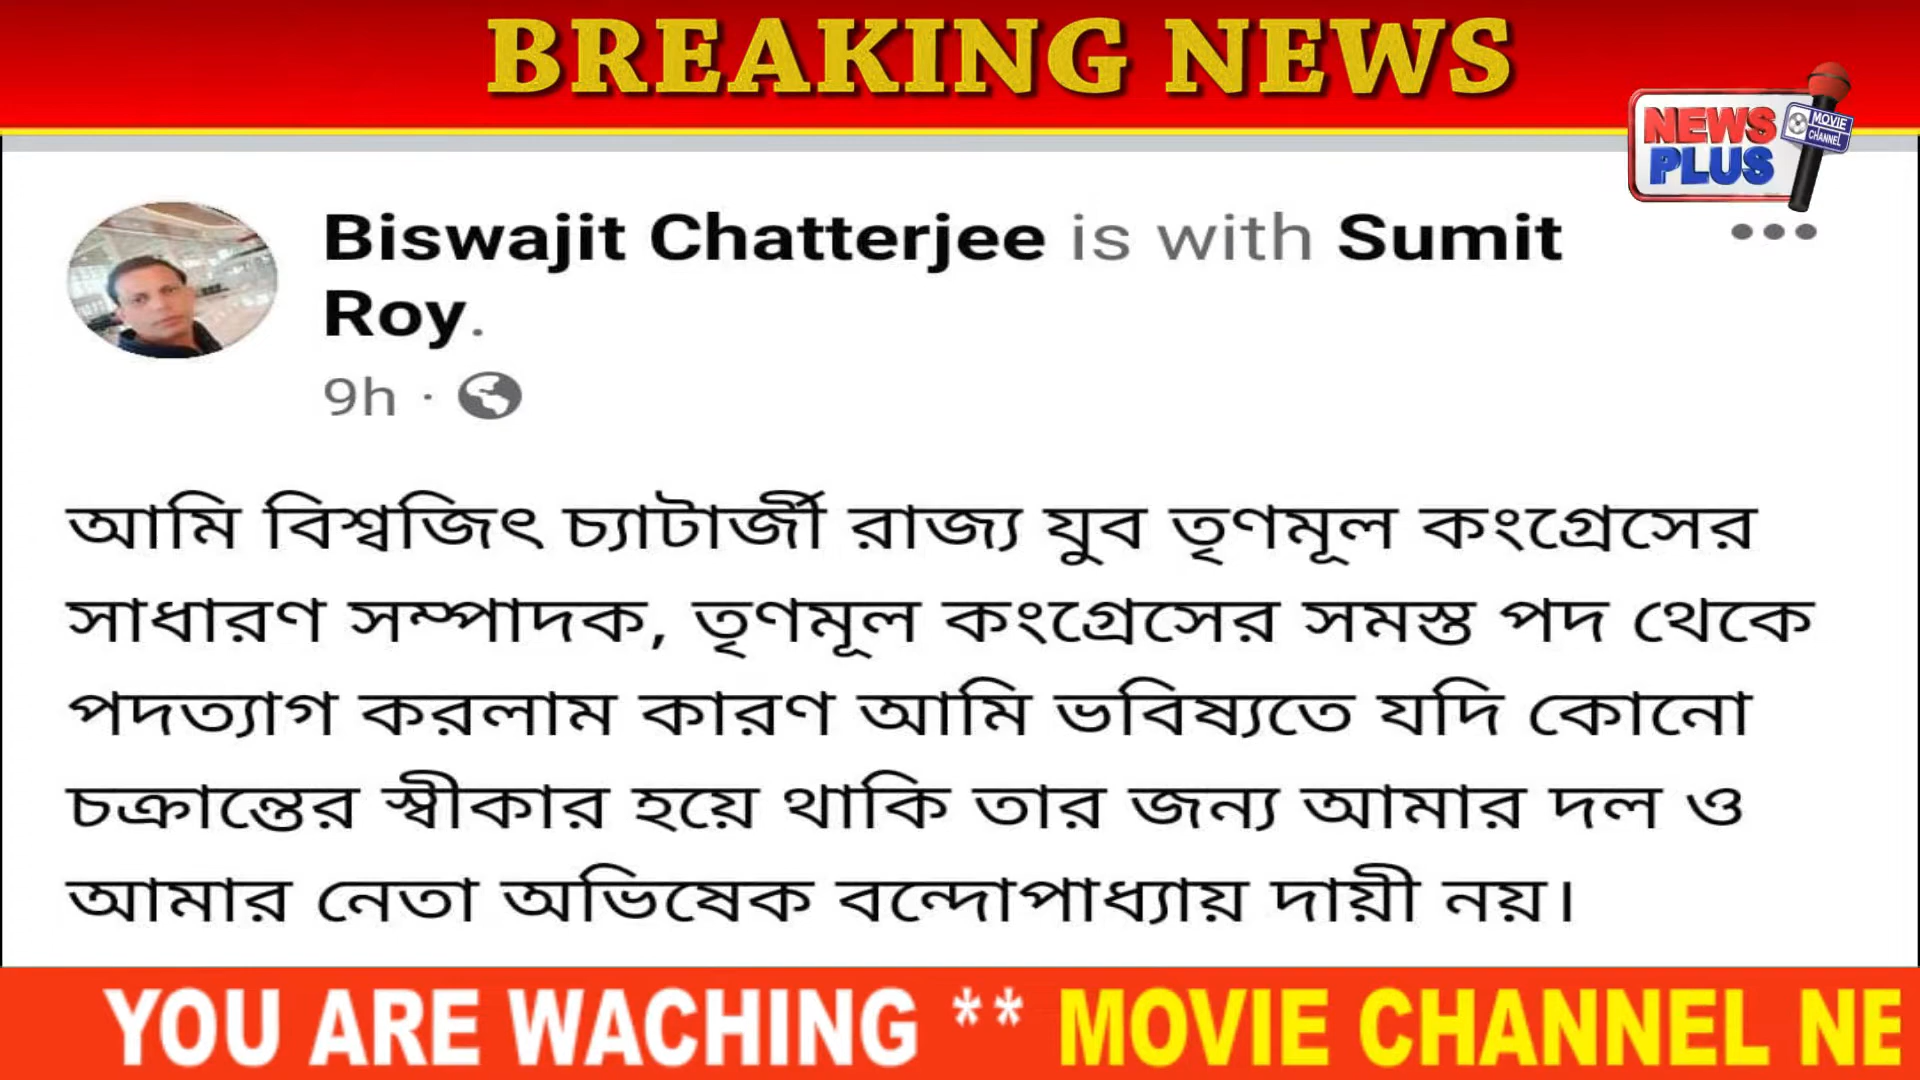 BREAKING NEWS
NEWS
PLUS
MOVIE
CHANNEL
Biswajit Chatterjee is with Sumit
Roy.
9h ·
আমি বিশ্বজিৎ চ্যাটার্জী রাজ্য যুব তৃণমূল কংগ্রেসের
সাধারণ সম্পাদক, তৃণমূল কংগ্রেসের সমস্ত পদ থেকে
পদত্যাগ করলাম কারণ আমি ভবিষ্যতে যদি কোনো
চক্রান্তের স্বীকার হয়ে থাকি তার জন্য আমার দল ও
আমার নেতা অভিষেক বন্দোপাধ্যায় দায়ী নয়।
YOU ARE WACHING ** MOVIE CHANNEL NE